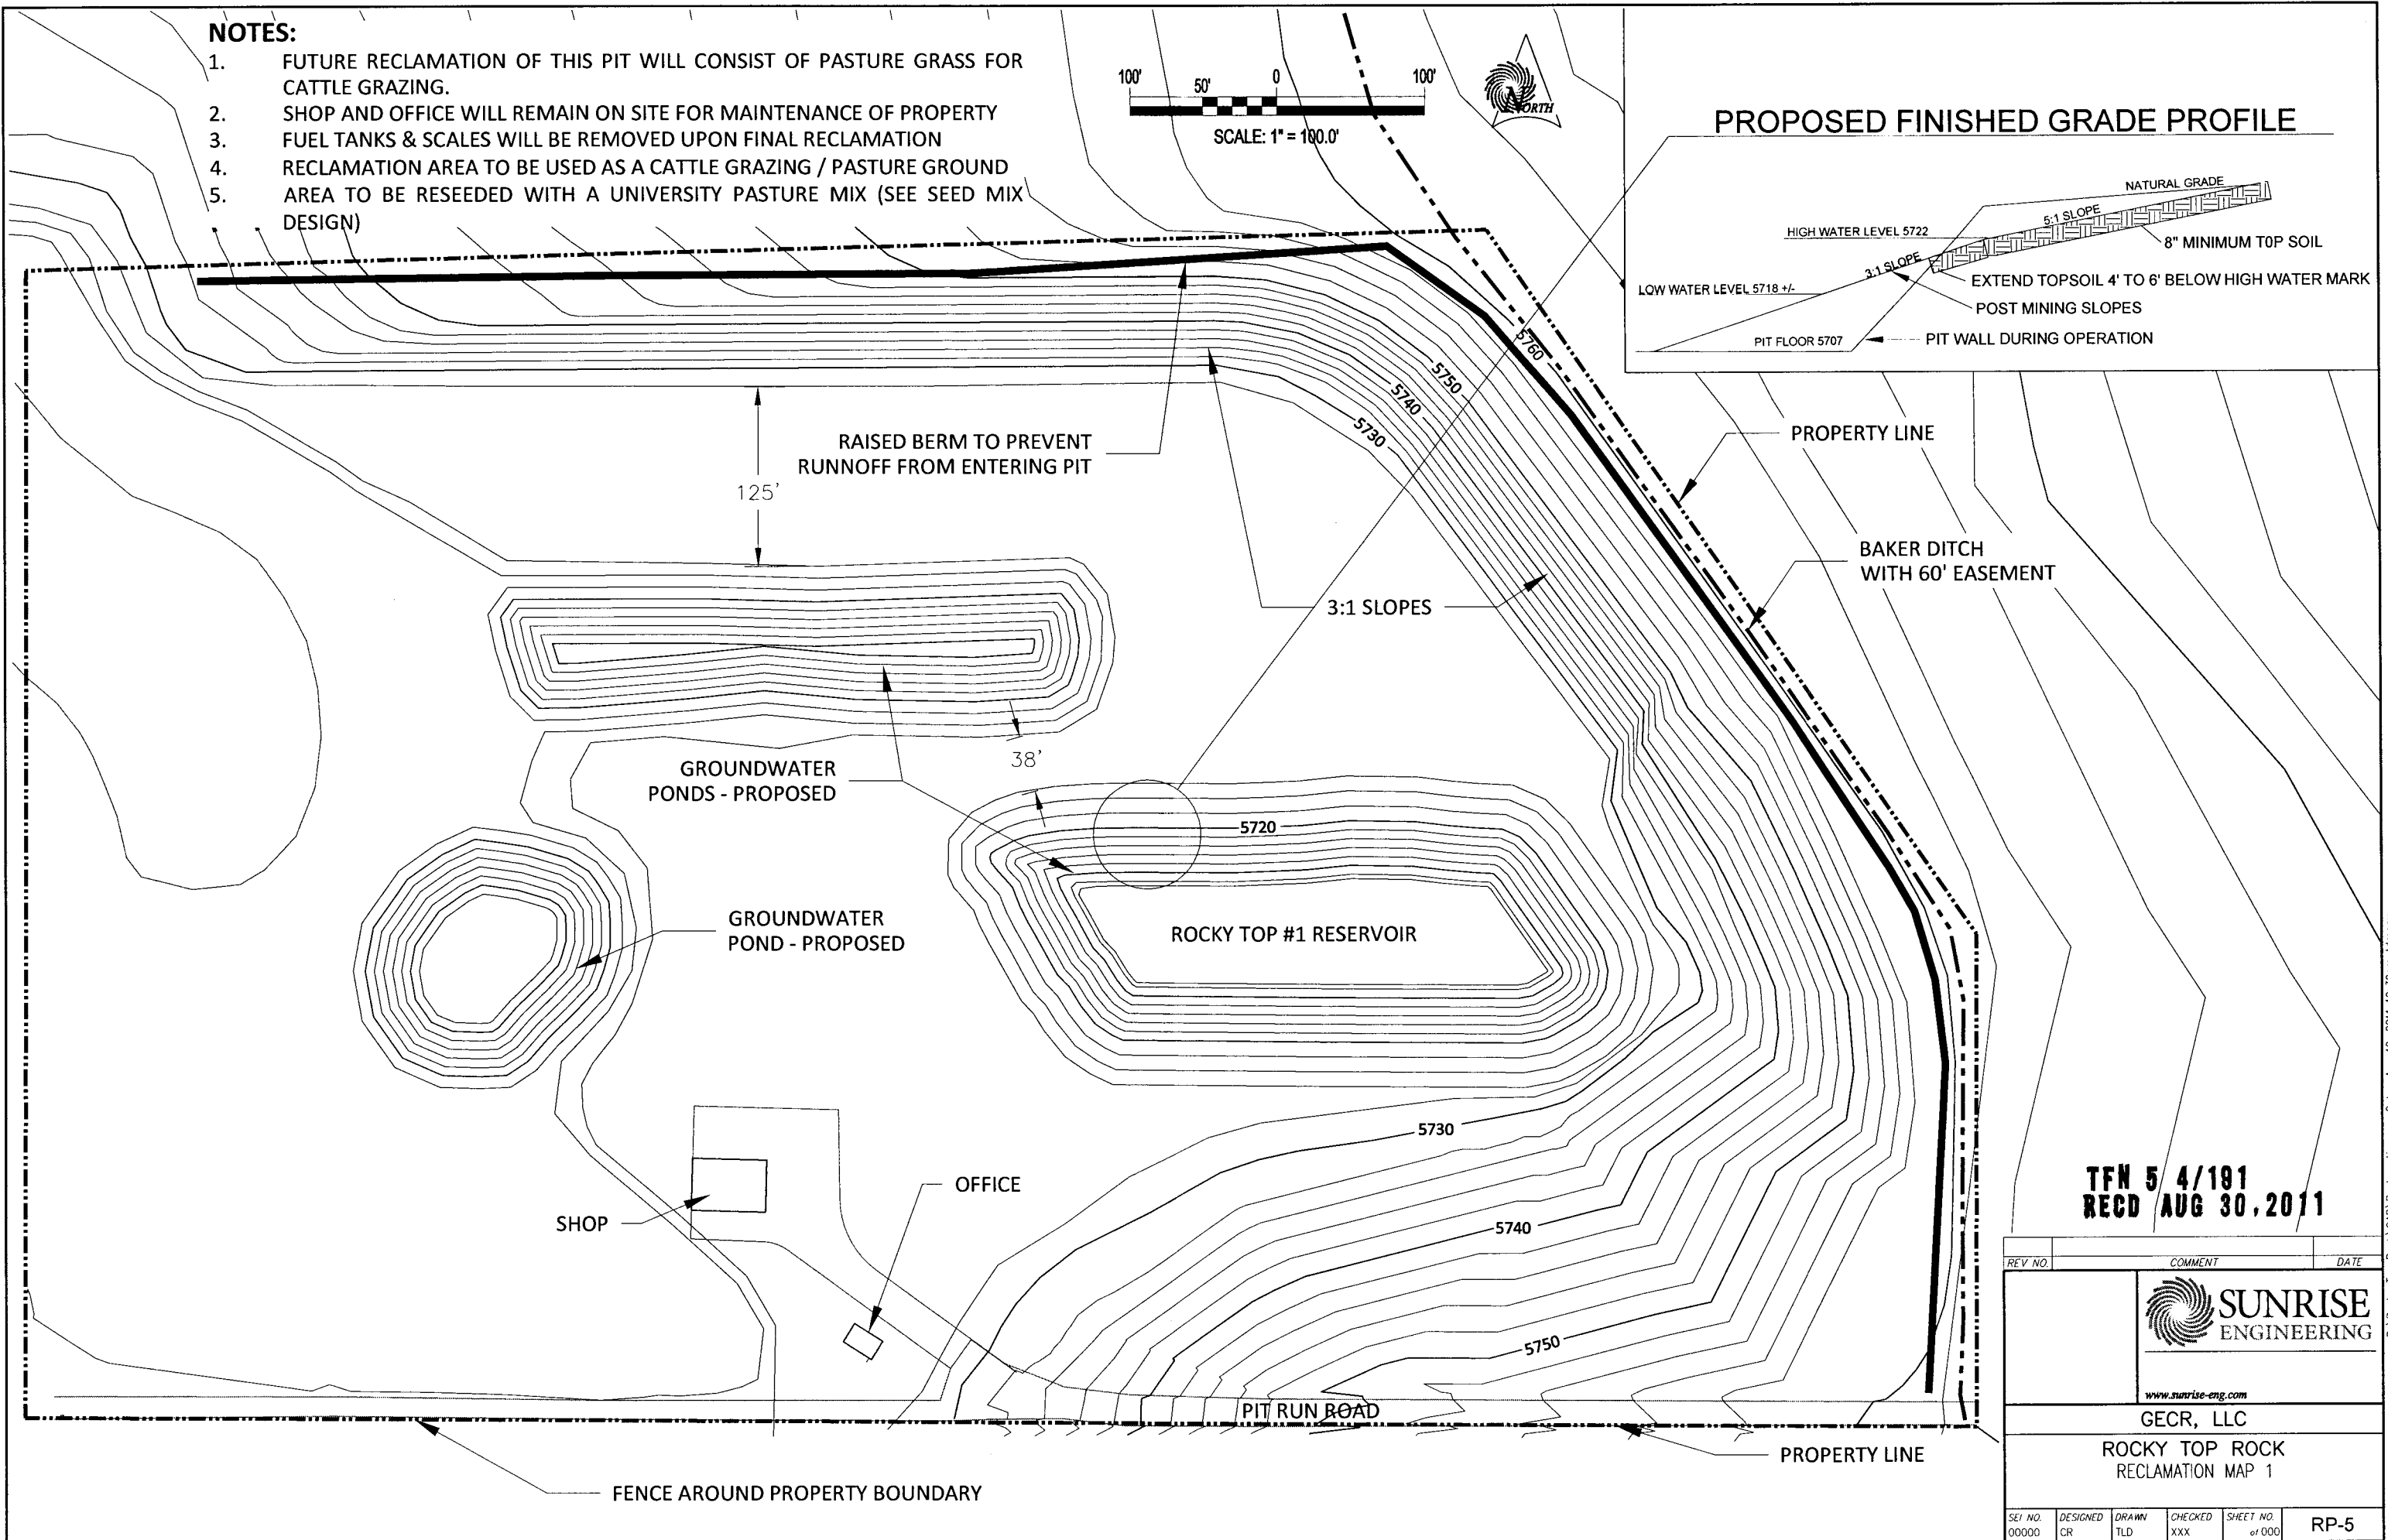 NOTES:
1. FUTURE RECLAMATION OF THIS PIT WILL CONSIST OF PASTURE GRASS FOR
CATTLE GRAZING.
2. SHOP AND OFFICE WILL REMAIN ON SITE FOR MAINTENANCE OF PROPERTY
3. FUEL TANKS & SCALES WILL BE REMOVED UPON FINAL RECLAMATION
4. RECLAMATION AREA TO BE USED AS A CATTLE GRAZING / PASTURE GROUND
5. AREA TO BE RESEEDED WITH A UNIVERSITY PASTURE MIX (SEE SEED MIX
DESIGN)
100' 50' 0 100'
SCALE: 1" = 100.0'
NORTH
PROPOSED FINISHED GRADE PROFILE
NATURAL GRADE
5:1 SLOPE
HIGH WATER LEVEL 5722
8" MINIMUM TOP SOIL
3:1 SLOPE
EXTEND TOPSOIL 4' TO 6' BELOW HIGH WATER MARK
LOW WATER LEVEL 5718 +/-
POST MINING SLOPES
PIT FLOOR 5707
PIT WALL DURING OPERATION
5760
5750
5740
5730
RAISED BERM TO PREVENT
RUNNOFF FROM ENTERING PIT
PROPERTY LINE
125'
BAKER DITCH
WITH 60' EASEMENT
3:1 SLOPES
38'
GROUNDWATER
PONDS - PROPOSED
5720
GROUNDWATER
POND - PROPOSED
ROCKY TOP #1 RESERVOIR
5730
OFFICE
SHOP
5740
5750
PIT RUN ROAD
PROPERTY LINE
FENCE AROUND PROPERTY BOUNDARY
TFN 5 4/191
RECD AUG 30, 2011
REV NO. COMMENT DATE
SUNRISE
ENGINEERING
www.sunrise-eng.com
GECR, LLC
ROCKY TOP ROCK
RECLAMATION MAP 1
SEI NO. DESIGNED DRAWN CHECKED SHEET NO.
00000 CR TLD XXX of 000
RP-5